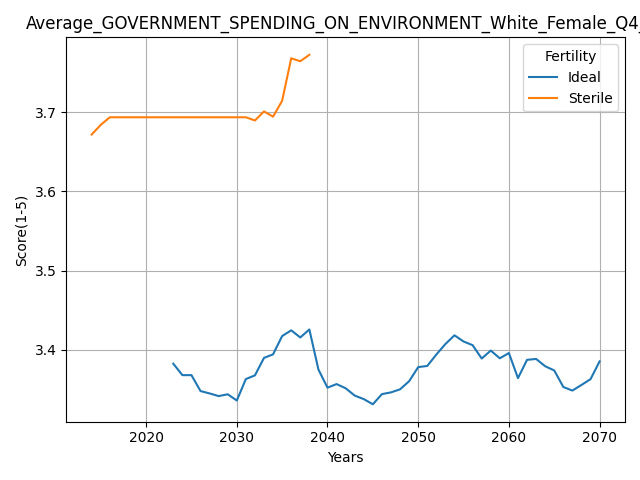 Average_GOVERNMENT_SPENDING_ON_ENVIRONMENT_White_Female_Q4_
Fertility
Ideal
Sterile
3.7
3.6
3.5
3.4
Score(1-5)
2020 2030 2040 2050 2060 2070
Years